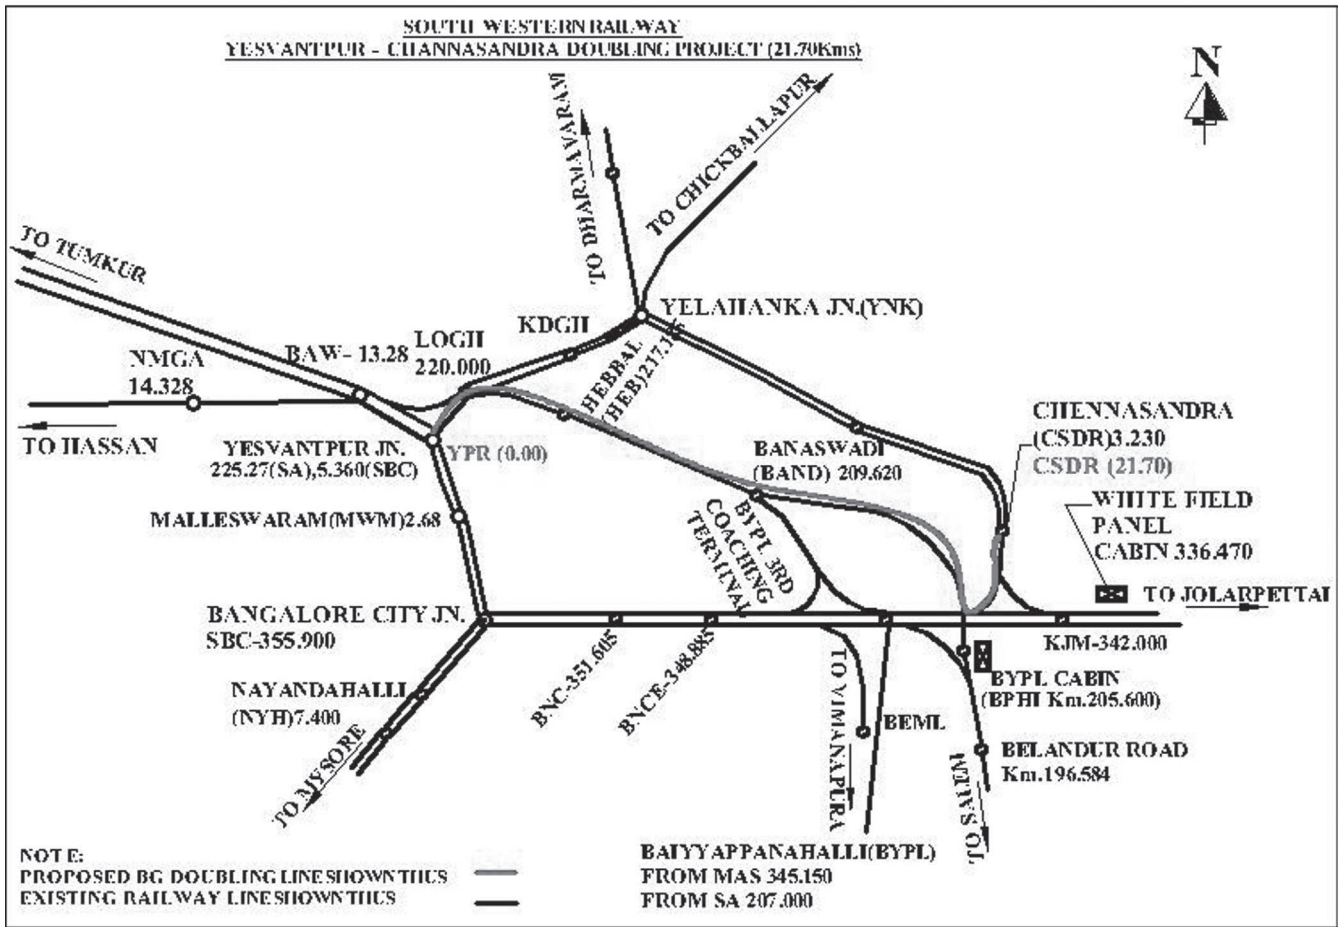 SOUTH WESTERN RAILWAY
YESVANTPUR - CHANNASANDRA DOUBLING PROJECT (21.70Kms)
N
TO DHARMAVARAM
TO CHICKBALLAPUR
TO TUMKUR
YELAHANKA JN.(YNK)
KDGH
LOGH
220.000
BAW- 13.28
NMGA
14.328
HEBBAL
(HEB)217.1
TO HASSAN
YESVANTPUR JN.
225.27(SA),5.360(SBC)
YPR (0.00)
BANASWADI
(BAND) 209.620
CHENNASANDRA
(CSDR)3.230
CSDR (21.70)
WHITE FIELD
PANEL
CABIN 336.470
MALLESWARAM(MWM)2.68
BYPL 3RD
COACHING
TERMINAL
TO JOLARPETTAI
BANGALORE CITY JN.
SBC-355.900
KJM-342.000
BNC-351.605
BNCE-348.885
NAYANDAHALLI
(NYH)7.400
BYPL CABIN
(BPHI Km.205.600)
BEML
BELANDUR ROAD
Km.196.584
TO MYSORE
TO VIMANAPURA
TO SALEM
NOTE:
PROPOSED BG DOUBLING LINE SHOWN THUS
EXISTING RAILWAY LINE SHOWN THUS
BAIYYAPPANAHALLI(BYPL)
FROM MAS 345.150
FROM SA 207.000